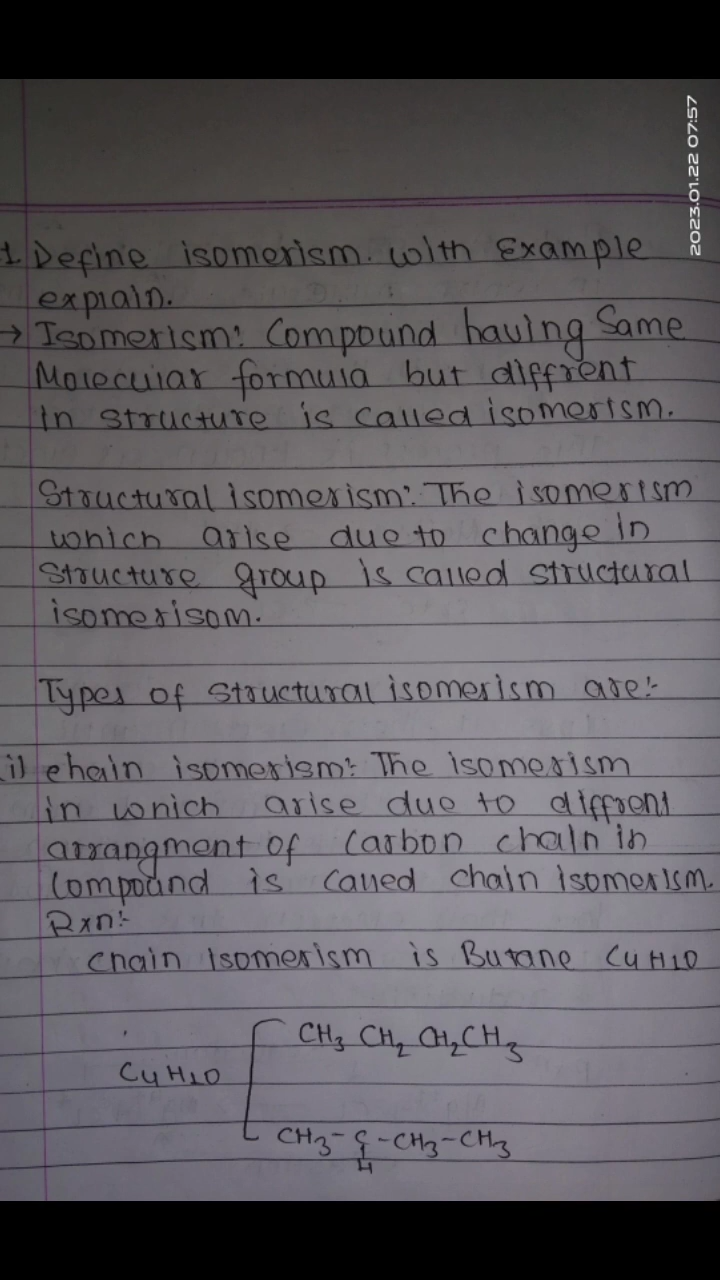 2023.01.22 07:57
1. Define isomerism. with Example
explain.
→ Isomerism: Compound having Same
Molecular formula but diffrent
in structure is called isomerism.
Structural isomerism: The isomerism
which arise due to change in
structure group is called structural
isomerisom.
Types of structural isomerism are:-
i) chain isomerism: The isomerism
in which arise due to diffrent
arrangment of Carbon chain in
Compound is called chain isomerism.
Rxn:-
chain isomerism is Butane C4H10
CH3 CH2 CH2CH3
C4H10
CH3-C-CH3-CH3
H